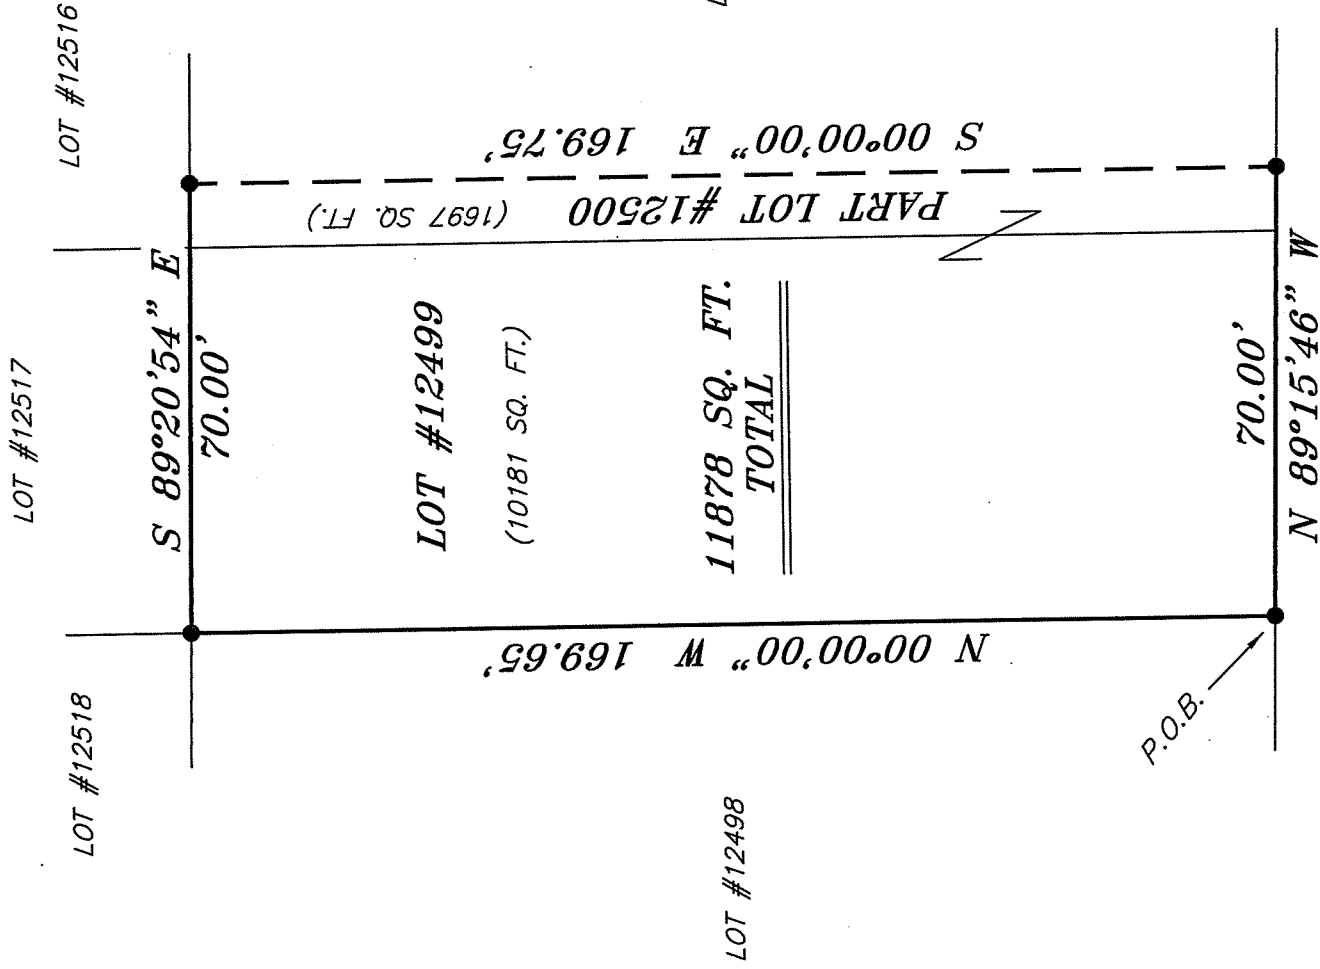 LOT #12516
LOT #12517
LOT #12518
S 89°20'54" E
70.00'
S 00°00'00" E 169.75'
PART LOT #12500 (1697 SQ. FT.)
LOT #12499
(10181 SQ. FT.)
11878 SQ. FT.
TOTAL
N 00°00'00" W 169.65'
70.00'
N 89°15'46" W
P.O.B.
LOT #12498